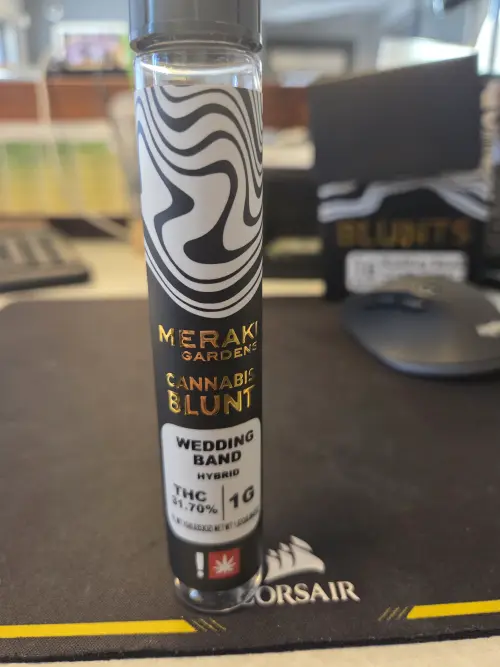 MERAKI
GARDENS
CANNABIS
BLUNT
WEDDING
BAND
HYBRID
THC
31.70%
1G
!
BLUNTS
CORSAIR